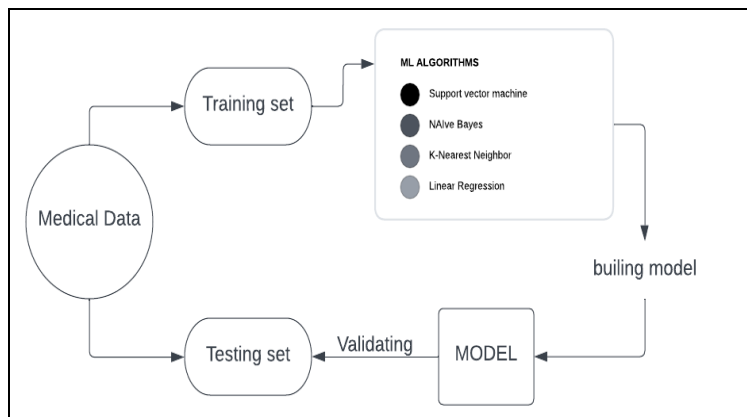 Medical Data
Training set
ML ALGORITHMS
Support vector machine
NAIve Bayes
K-Nearest Neighbor
Linear Regression
builing model
MODEL
Validating
Testing set